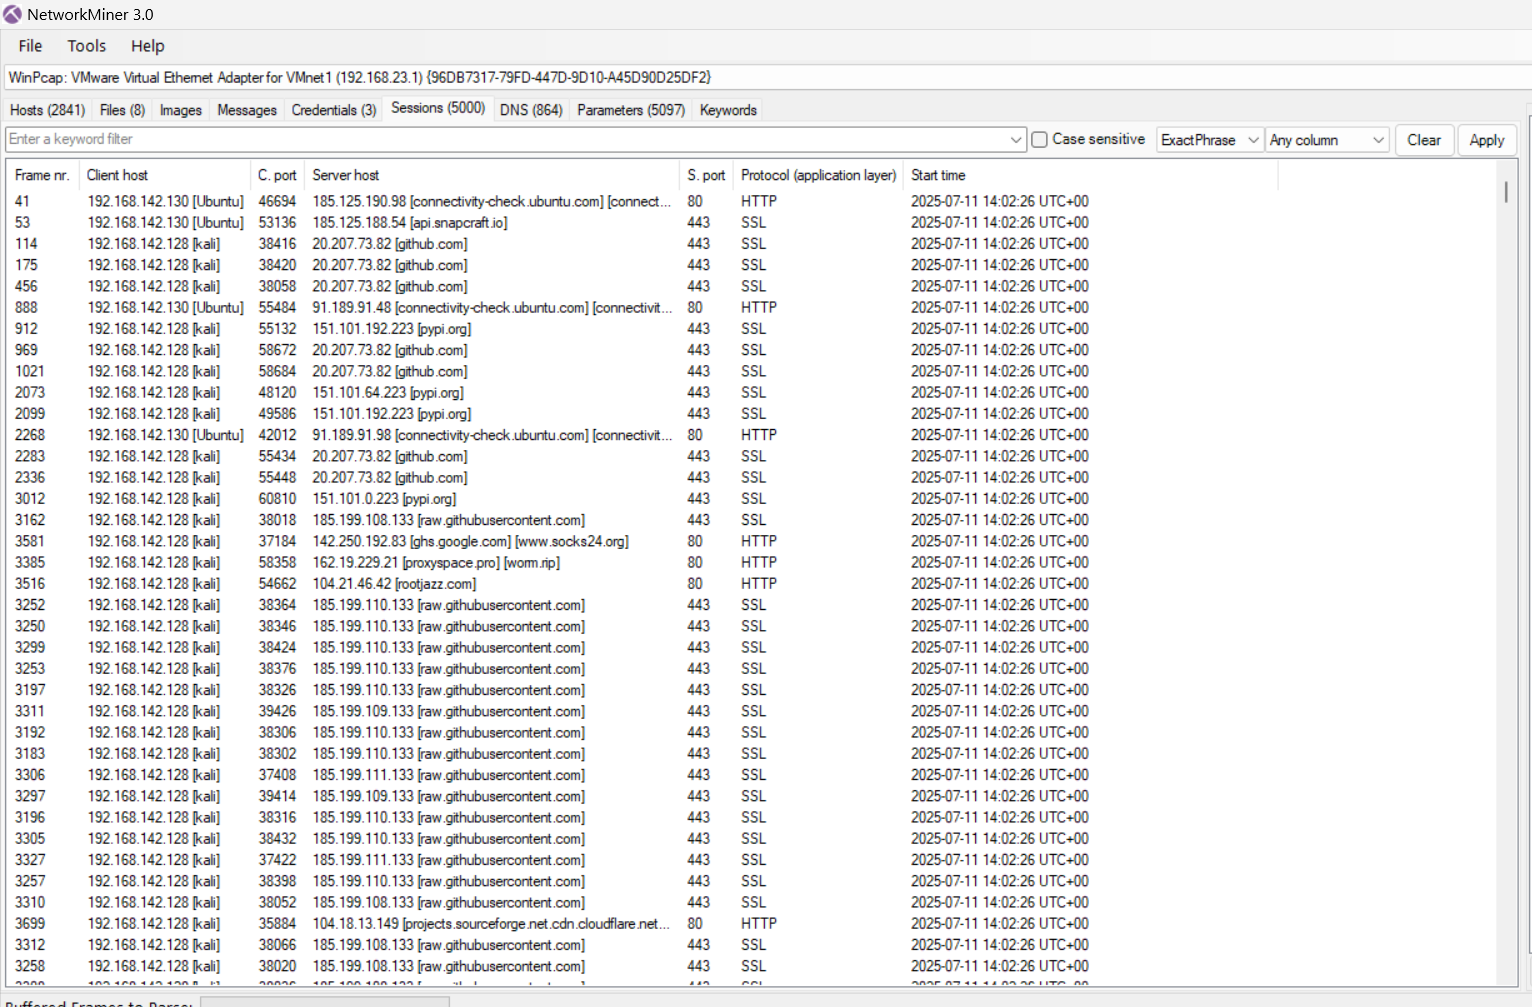 NetworkMiner 3.0
File Tools Help
WinPcap: VMware Virtual Ethernet Adapter for VMnet1 (192.168.23.1) {96DB7317-79FD-447D-9D10-A45D90D25DF2}
Hosts (2841) Files (8) Images Messages Credentials (3) Sessions (5000) DNS (864) Parameters (5097) Keywords
Enter a keyword filter Case sensitive ExactPhrase Any column Clear Apply
Frame nr. Client host C. port Server host S. port Protocol (application layer) Start time
41 192.168.142.130 [Ubuntu] 46694 185.125.190.98 [connectivity-check.ubuntu.com] [connect... 80 HTTP 2025-07-11 14:02:26 UTC+00
53 192.168.142.130 [Ubuntu] 53136 185.125.188.54 [api.snapcraft.io] 443 SSL 2025-07-11 14:02:26 UTC+00
114 192.168.142.128 [kali] 38416 20.207.73.82 [github.com] 443 SSL 2025-07-11 14:02:26 UTC+00
175 192.168.142.128 [kali] 38420 20.207.73.82 [github.com] 443 SSL 2025-07-11 14:02:26 UTC+00
456 192.168.142.128 [kali] 38058 20.207.73.82 [github.com] 443 SSL 2025-07-11 14:02:26 UTC+00
888 192.168.142.130 [Ubuntu] 55484 91.189.91.48 [connectivity-check.ubuntu.com] [connectivit... 80 HTTP 2025-07-11 14:02:26 UTC+00
912 192.168.142.128 [kali] 55132 151.101.192.223 [pypi.org] 443 SSL 2025-07-11 14:02:26 UTC+00
969 192.168.142.128 [kali] 58672 20.207.73.82 [github.com] 443 SSL 2025-07-11 14:02:26 UTC+00
1021 192.168.142.128 [kali] 58684 20.207.73.82 [github.com] 443 SSL 2025-07-11 14:02:26 UTC+00
2073 192.168.142.128 [kali] 48120 151.101.64.223 [pypi.org] 443 SSL 2025-07-11 14:02:26 UTC+00
2099 192.168.142.128 [kali] 49586 151.101.192.223 [pypi.org] 443 SSL 2025-07-11 14:02:26 UTC+00
2268 192.168.142.130 [Ubuntu] 42012 91.189.91.98 [connectivity-check.ubuntu.com] [connectivit... 80 HTTP 2025-07-11 14:02:26 UTC+00
2283 192.168.142.128 [kali] 55434 20.207.73.82 [github.com] 443 SSL 2025-07-11 14:02:26 UTC+00
2336 192.168.142.128 [kali] 55448 20.207.73.82 [github.com] 443 SSL 2025-07-11 14:02:26 UTC+00
3012 192.168.142.128 [kali] 60810 151.101.0.223 [pypi.org] 443 SSL 2025-07-11 14:02:26 UTC+00
3162 192.168.142.128 [kali] 38018 185.199.108.133 [raw.githubusercontent.com] 443 SSL 2025-07-11 14:02:26 UTC+00
3581 192.168.142.128 [kali] 37184 142.250.192.83 [ghs.google.com] [www.socks24.org] 80 HTTP 2025-07-11 14:02:26 UTC+00
3385 192.168.142.128 [kali] 58358 162.19.229.21 [proxyspace.pro] [worm.rip] 80 HTTP 2025-07-11 14:02:26 UTC+00
3516 192.168.142.128 [kali] 54662 104.21.46.42 [rootjazz.com] 80 HTTP 2025-07-11 14:02:26 UTC+00
3252 192.168.142.128 [kali] 38364 185.199.110.133 [raw.githubusercontent.com] 443 SSL 2025-07-11 14:02:26 UTC+00
3250 192.168.142.128 [kali] 38346 185.199.110.133 [raw.githubusercontent.com] 443 SSL 2025-07-11 14:02:26 UTC+00
3299 192.168.142.128 [kali] 38424 185.199.110.133 [raw.githubusercontent.com] 443 SSL 2025-07-11 14:02:26 UTC+00
3253 192.168.142.128 [kali] 38376 185.199.110.133 [raw.githubusercontent.com] 443 SSL 2025-07-11 14:02:26 UTC+00
3197 192.168.142.128 [kali] 38326 185.199.110.133 [raw.githubusercontent.com] 443 SSL 2025-07-11 14:02:26 UTC+00
3311 192.168.142.128 [kali] 39426 185.199.109.133 [raw.githubusercontent.com] 443 SSL 2025-07-11 14:02:26 UTC+00
3192 192.168.142.128 [kali] 38306 185.199.110.133 [raw.githubusercontent.com] 443 SSL 2025-07-11 14:02:26 UTC+00
3183 192.168.142.128 [kali] 38302 185.199.110.133 [raw.githubusercontent.com] 443 SSL 2025-07-11 14:02:26 UTC+00
3306 192.168.142.128 [kali] 37408 185.199.111.133 [raw.githubusercontent.com] 443 SSL 2025-07-11 14:02:26 UTC+00
3297 192.168.142.128 [kali] 39414 185.199.109.133 [raw.githubusercontent.com] 443 SSL 2025-07-11 14:02:26 UTC+00
3196 192.168.142.128 [kali] 38316 185.199.110.133 [raw.githubusercontent.com] 443 SSL 2025-07-11 14:02:26 UTC+00
3305 192.168.142.128 [kali] 38432 185.199.110.133 [raw.githubusercontent.com] 443 SSL 2025-07-11 14:02:26 UTC+00
3327 192.168.142.128 [kali] 37422 185.199.111.133 [raw.githubusercontent.com] 443 SSL 2025-07-11 14:02:26 UTC+00
3257 192.168.142.128 [kali] 38398 185.199.110.133 [raw.githubusercontent.com] 443 SSL 2025-07-11 14:02:26 UTC+00
3310 192.168.142.128 [kali] 38052 185.199.108.133 [raw.githubusercontent.com] 443 SSL 2025-07-11 14:02:26 UTC+00
3699 192.168.142.128 [kali] 35884 104.18.13.149 [projects.sourceforge.net.cdn.cloudflare.net... 80 HTTP 2025-07-11 14:02:26 UTC+00
3312 192.168.142.128 [kali] 38066 185.199.108.133 [raw.githubusercontent.com] 443 SSL 2025-07-11 14:02:26 UTC+00
3258 192.168.142.128 [kali] 38020 185.199.108.133 [raw.githubusercontent.com] 443 SSL 2025-07-11 14:02:26 UTC+00
Buffered Frames to Parse: